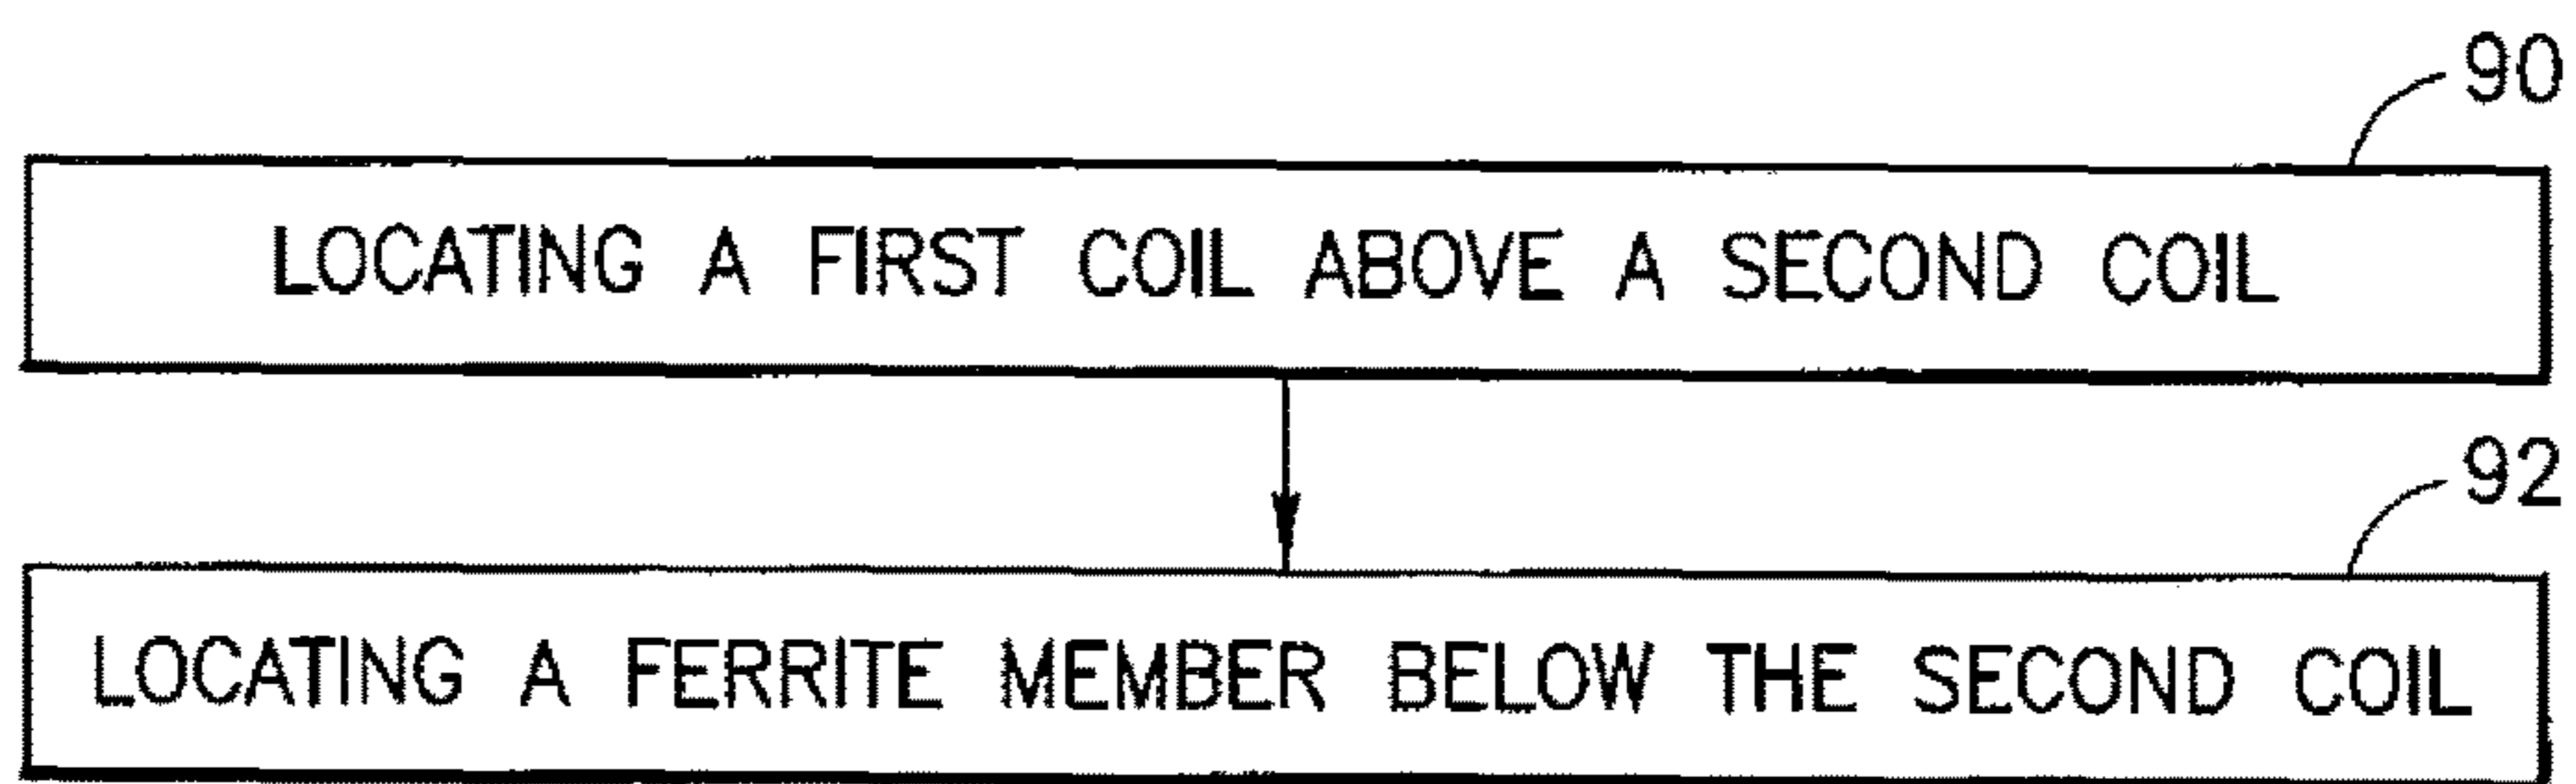 90
LOCATING A FIRST COIL ABOVE A SECOND COIL
92
LOCATING A FERRITE MEMBER BELOW THE SECOND COIL